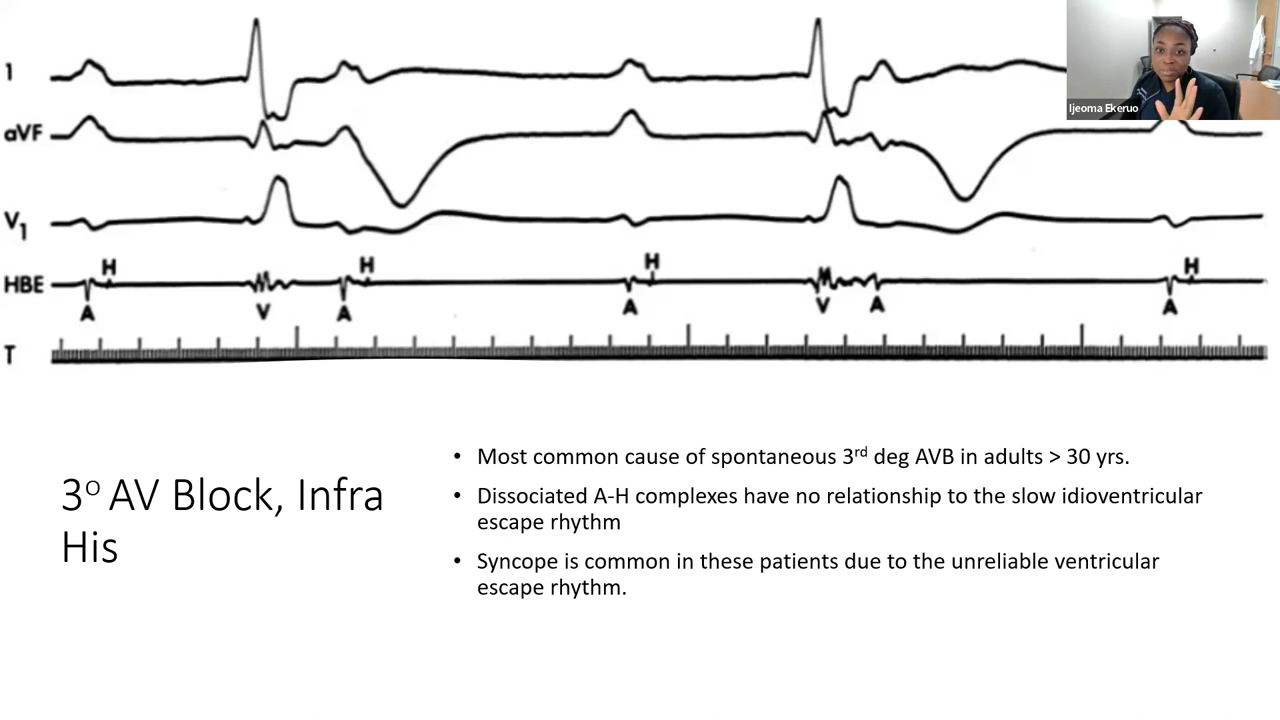 1
Ijeoma Ekeruo
aVF
V1
H H H H
HBE
A V A A V A A
T
3º AV Block, Infra
His
• Most common cause of spontaneous 3rd deg AVB in adults > 30 yrs.
• Dissociated A-H complexes have no relationship to the slow idioventricular
escape rhythm
• Syncope is common in these patients due to the unreliable ventricular
escape rhythm.